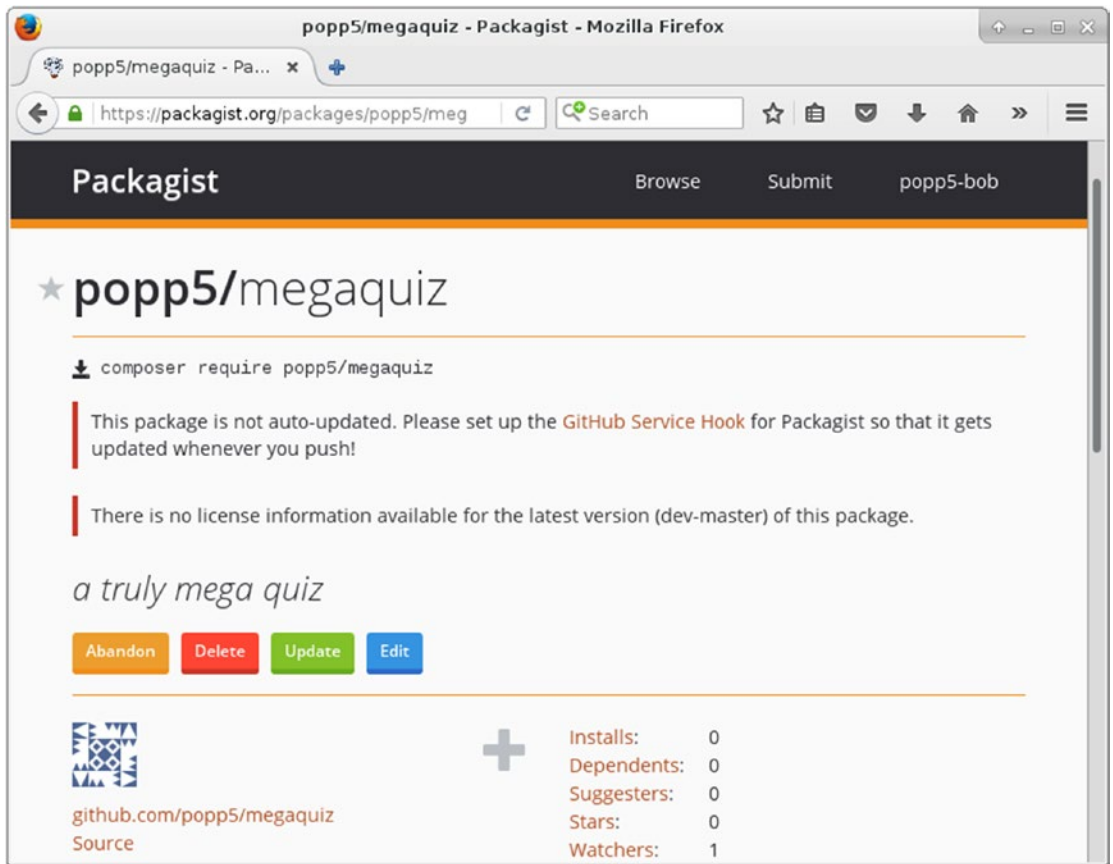 popp5/megaquiz - Packagist - Mozilla Firefox
popp5/megaquiz - Pa...
https://packagist.org/packages/popp5/meg
Search
Packagist
Browse
Submit
popp5-bob
popp5/megaquiz
composer require popp5/megaquiz
This package is not auto-updated. Please set up the GitHub Service Hook for Packagist so that it gets
updated whenever you push!
There is no license information available for the latest version (dev-master) of this package.
a truly mega quiz
Abandon
Delete
Update
Edit
github.com/popp5/megaquiz
Source
Installs: 0
Dependents: 0
Suggesters: 0
Stars: 0
Watchers: 1